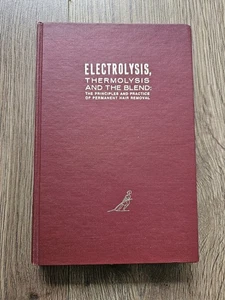 ELECTROLYSIS,
THERMOLYSIS
AND THE BLEND:
THE PRINCIPLES AND PRACTICE
OF PERMANENT HAIR REMOVAL